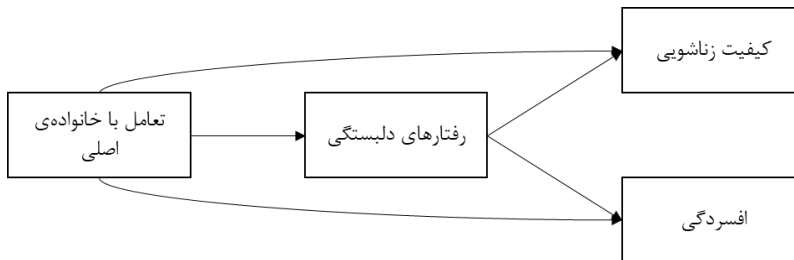 کیفیت زناشویی
تعامل با خانواده‌ی
اصلی
رفتارهای دلبستگی
افسردگی